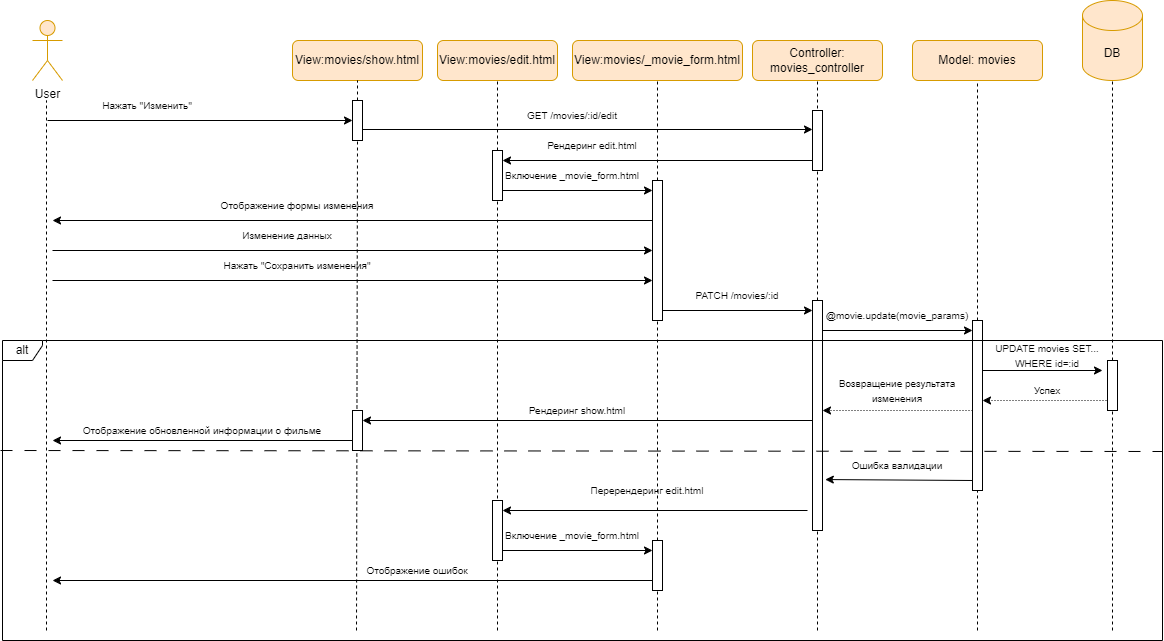 User
View:movies/show.html
View:movies/edit.html
View:movies/_movie_form.html
Controller:
movies_controller
Model: movies
DB
Нажать "Изменить"
GET /movies/:id/edit
Рендеринг edit.html
Включение _movie_form.html
Отображение формы изменения
Изменение данных
Нажать "Сохранить изменения"
PATCH /movies/:id
@movie.update(movie_params)
alt
UPDATE movies SET...
WHERE id=:id
Успех
Возвращение результата
изменения
Рендеринг show.html
Отображение обновленной информации о фильме
Ошибка валидации
Перерендеринг edit.html
Включение _movie_form.html
Отображение ошибок